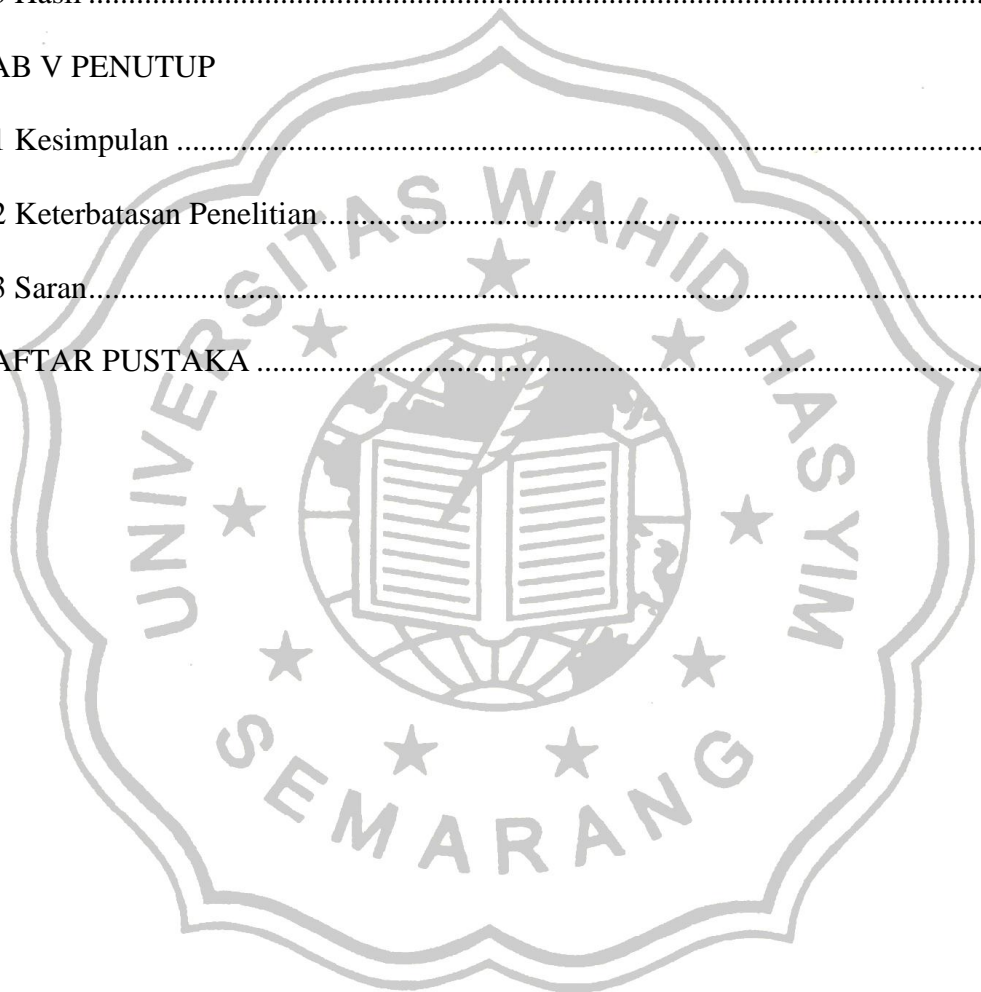 Hasil ........................................................................................................................
AB V PENUTUP
1 Kesimpulan .............................................................................................................
2 Keterbatasan Penelitian...........................................................................................
3 Saran........................................................................................................................
AFTAR PUSTAKA ...................................................................................................
UNIVERSITAS WAHID HASYIM
SEMARANG